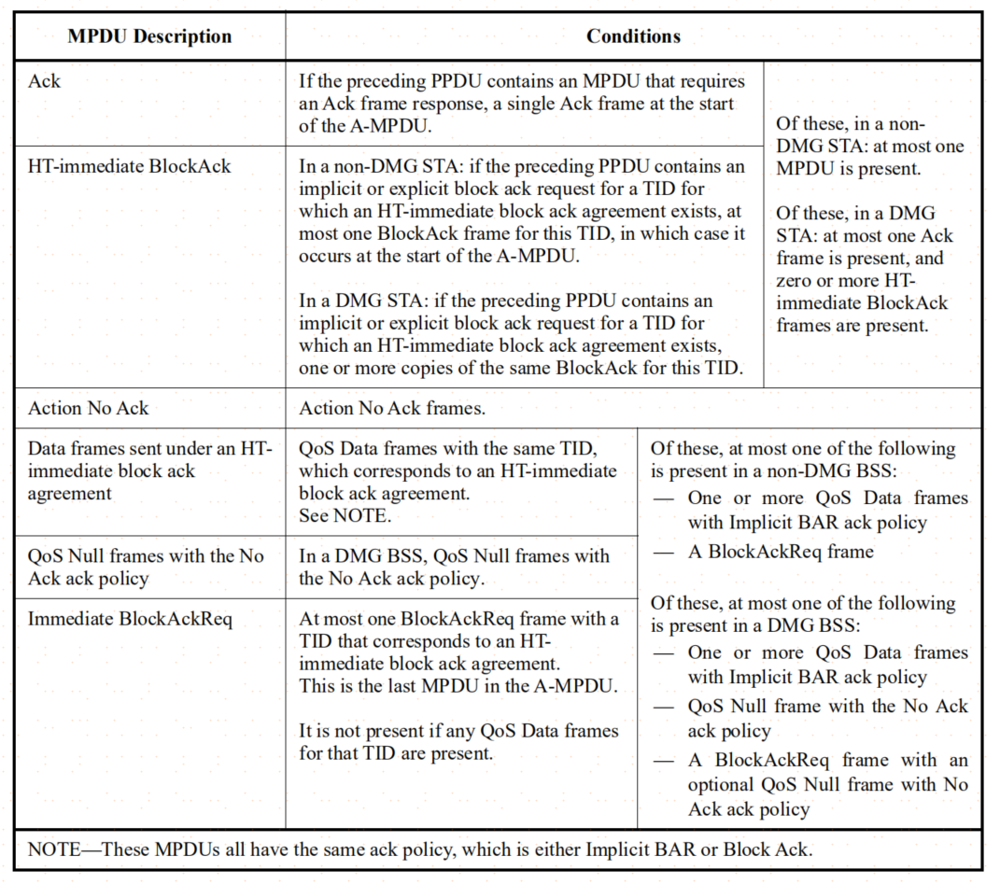 MPDU Description
Conditions
Ack
If the preceding PPDU contains an MPDU that requires
an Ack frame response, a single Ack frame at the start
of the A-MPDU.
Of these, in a non-
DMG STA: at most one
MPDU is present.
Of these, in a DMG
STA: at most one Ack
frame is present, and
zero or more HT-
immediate BlockAck
frames are present.
HT-immediate BlockAck
In a non-DMG STA: if the preceding PPDU contains an
implicit or explicit block ack request for a TID for
which an HT-immediate block ack agreement exists, at
most one BlockAck frame for this TID, in which case it
occurs at the start of the A-MPDU.
In a DMG STA: if the preceding PPDU contains an
implicit or explicit block ack request for a TID for
which an HT-immediate block ack agreement exists,
one or more copies of the same BlockAck for this TID.
Action No Ack
Action No Ack frames.
Data frames sent under an HT-
immediate block ack
agreement
QoS Data frames with the same TID,
which corresponds to an HT-immediate
block ack agreement.
See NOTE.
Of these, at most one of the following
is present in a non-DMG BSS:
— One or more QoS Data frames
with Implicit BAR ack policy
— A BlockAckReq frame
Of these, at most one of the following
is present in a DMG BSS:
— One or more QoS Data frames
with Implicit BAR ack policy
— QoS Null frame with the No Ack
ack policy
— A BlockAckReq frame with an
optional QoS Null frame with No
Ack ack policy
QoS Null frames with the No
Ack ack policy
In a DMG BSS, QoS Null frames with
the No Ack ack policy.
Immediate BlockAckReq
At most one BlockAckReq frame with a
TID that corresponds to an HT-
immediate block ack agreement.
This is the last MPDU in the A-MPDU.
It is not present if any QoS Data frames
for that TID are present.
NOTE—These MPDUs all have the same ack policy, which is either Implicit BAR or Block Ack.